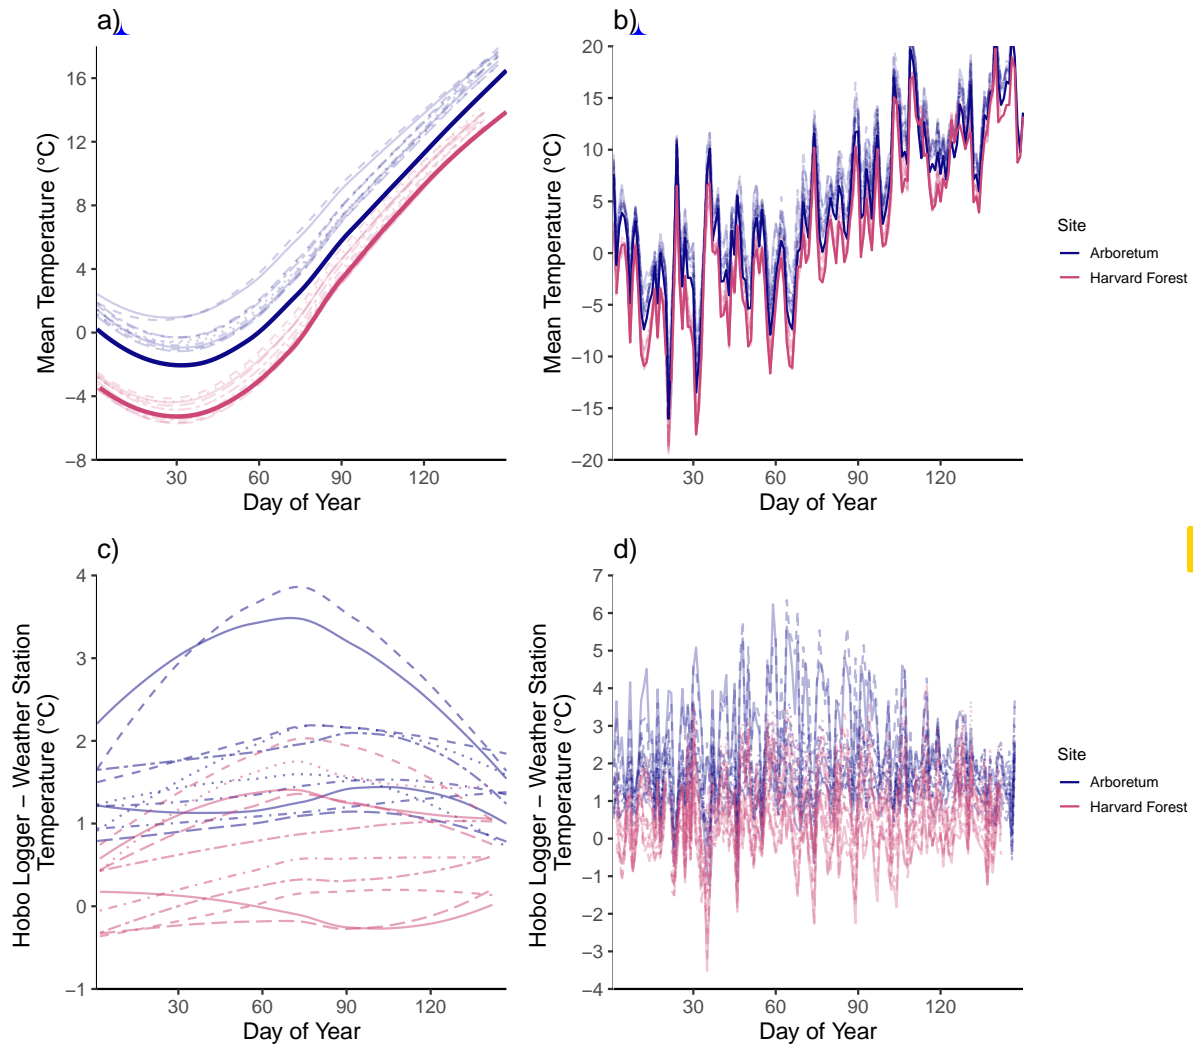 a)
Mean Temperature (°C)
16
12
8
4
0
−4
−8
30
60
90
120
Day of Year
b)
Mean Temperature (°C)
20
15
10
5
0
−5
−10
−15
−20
30
60
90
120
Day of Year
Site
Arboretum
Harvard Forest
c)
Hobo Logger − Weather Station
Temperature (°C)
4
3
2
1
0
−1
30
60
90
120
Day of Year
d)
Hobo Logger − Weather Station
Temperature (°C)
7
6
5
4
3
2
1
0
−1
−2
−3
−4
30
60
90
120
Day of Year
Site
Arboretum
Harvard Forest